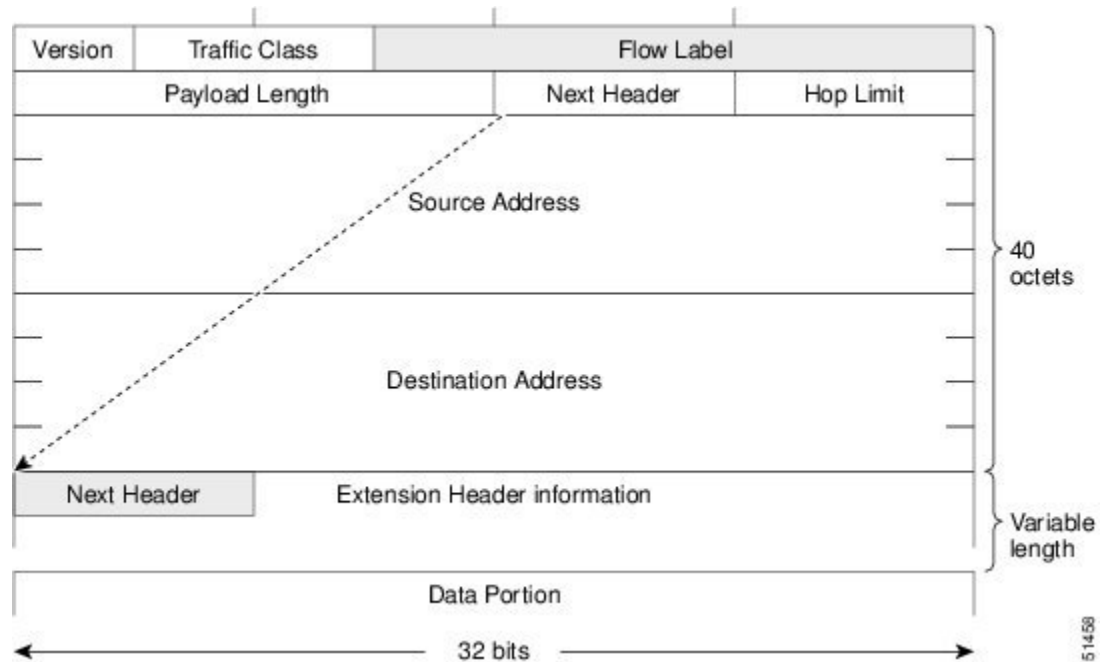 Version Traffic Class Flow Label
Payload Length Next Header Hop Limit
Source Address
40
octets
Destination Address
Next Header Extension Header information
Variable
length
Data Portion
32 bits
51458